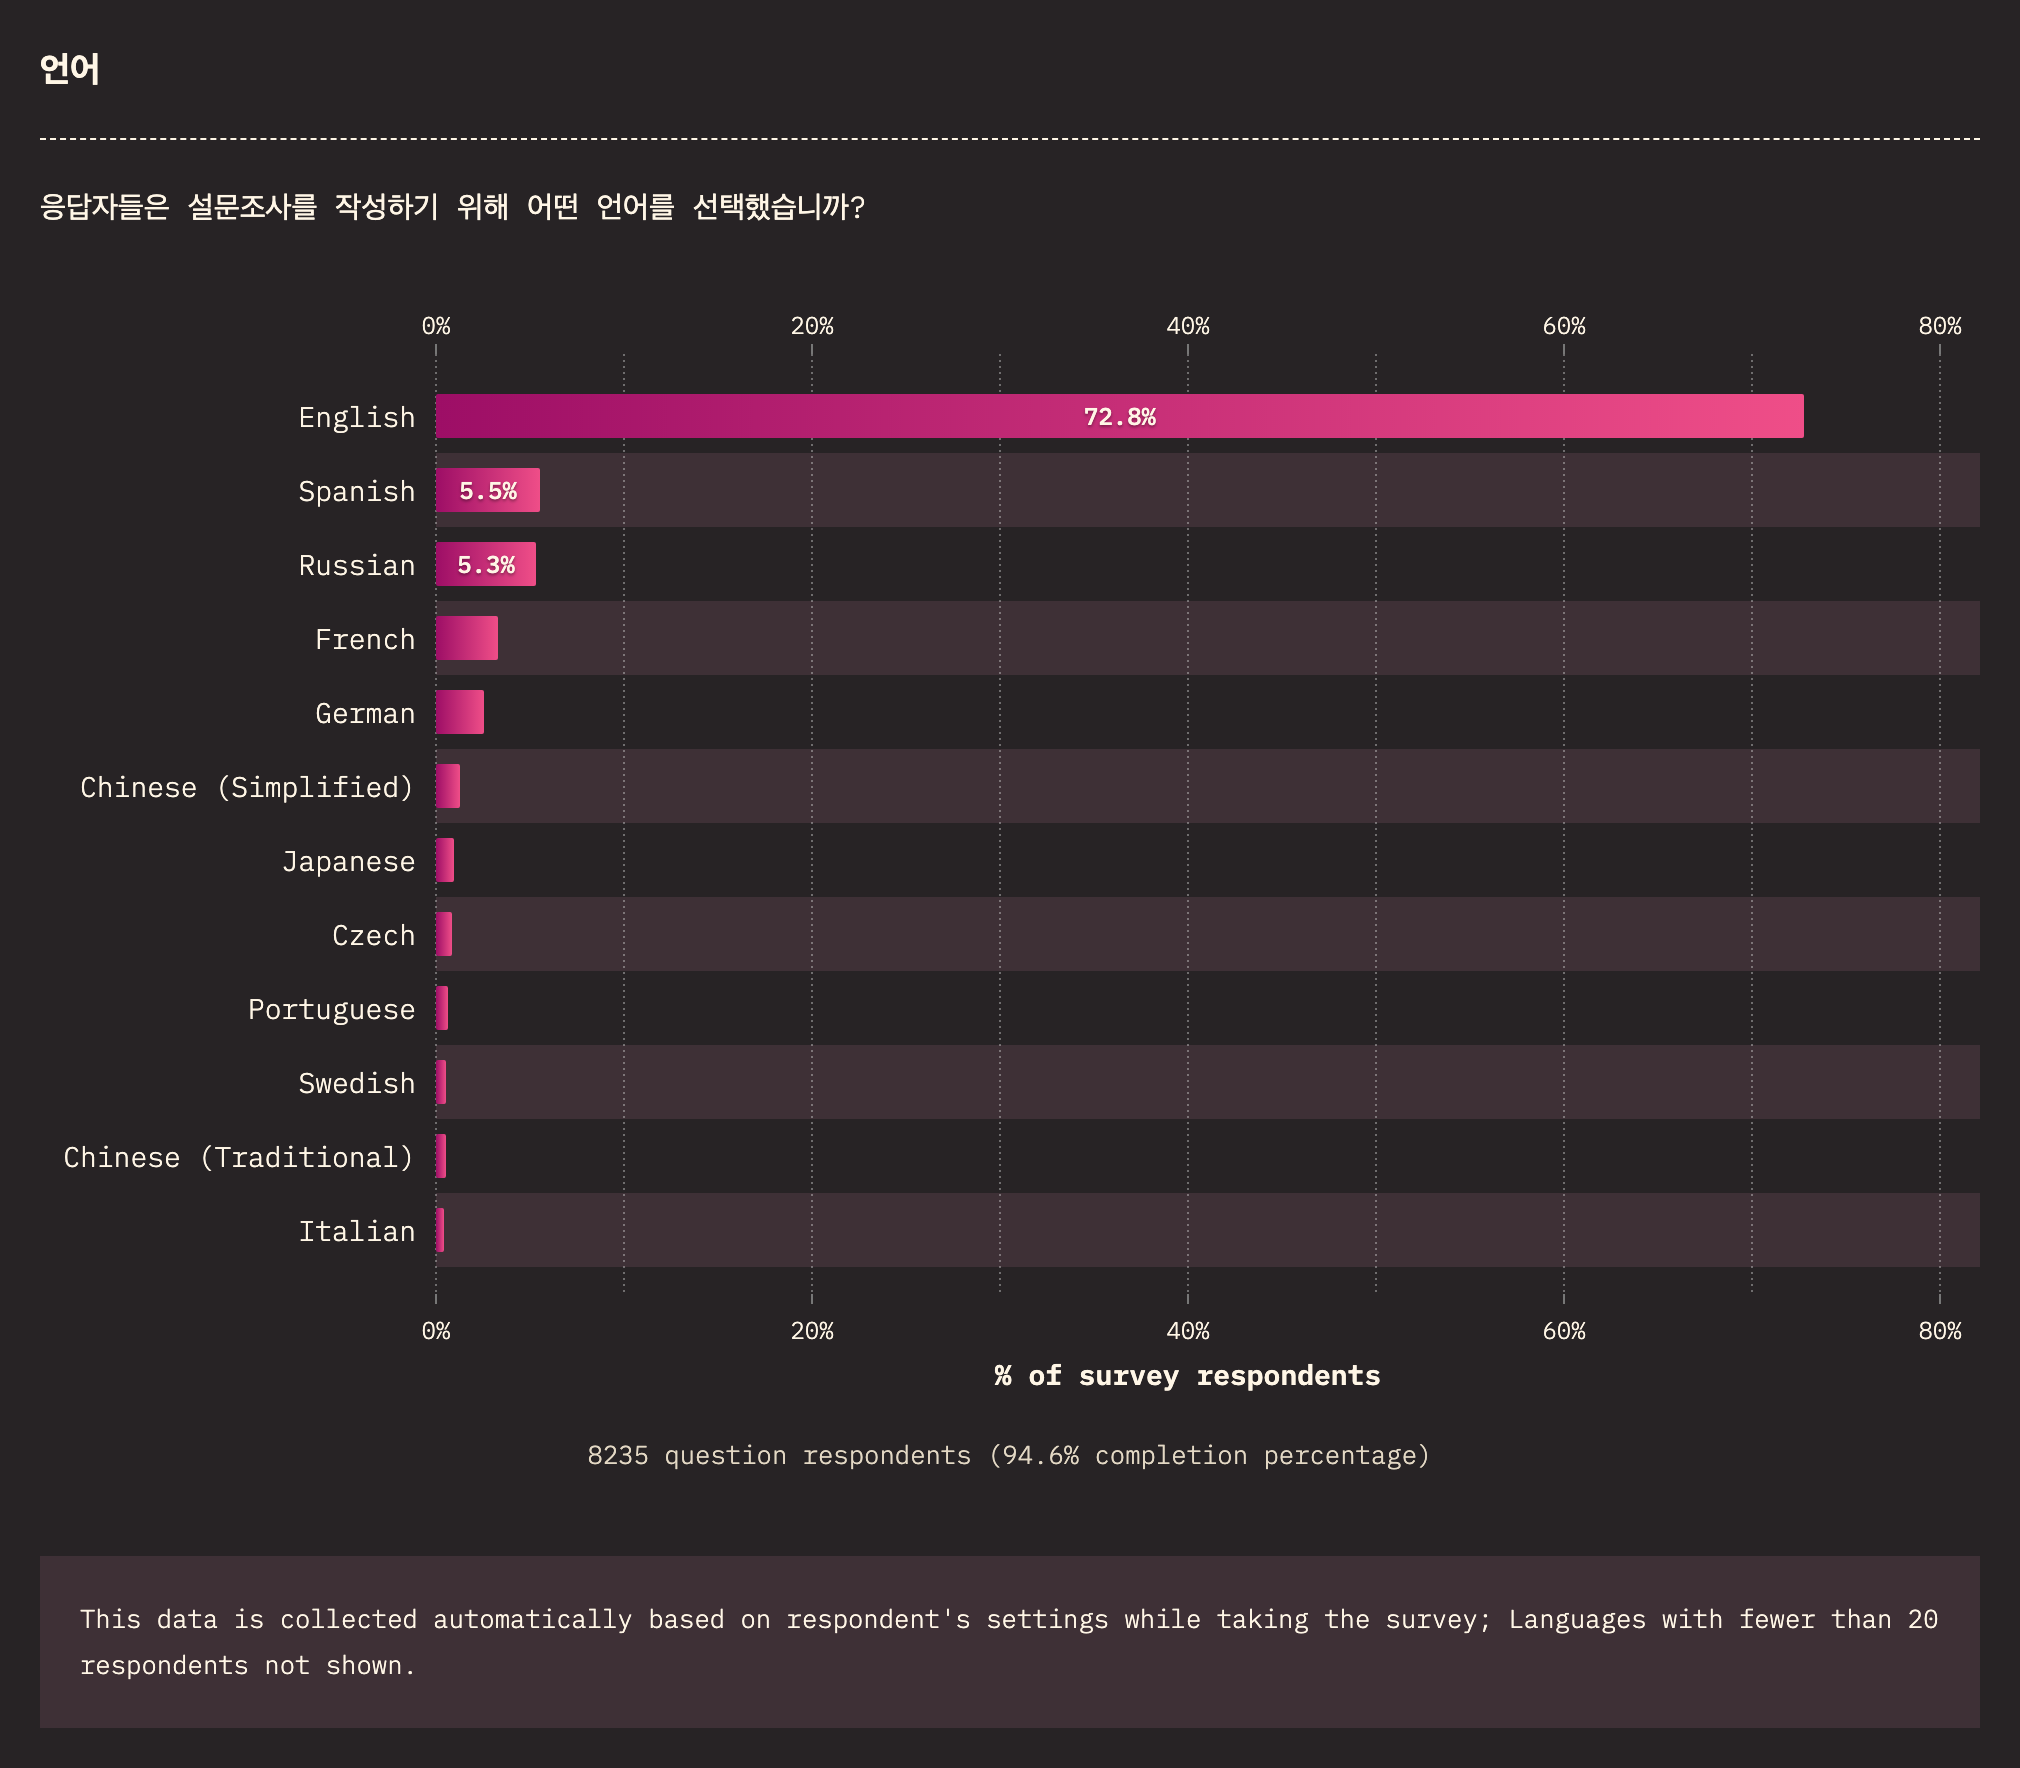 언어
응답자들은 설문조사를 작성하기 위해 어떤 언어를 선택했습니까?
0% 20% 40% 60% 80%
English 72.8%
Spanish 5.5%
Russian 5.3%
French
German
Chinese (Simplified)
Japanese
Czech
Portuguese
Swedish
Chinese (Traditional)
Italian
0% 20% 40% 60% 80%
% of survey respondents
8235 question respondents (94.6% completion percentage)
This data is collected automatically based on respondent's settings while taking the survey; Languages with fewer than 20
respondents not shown.